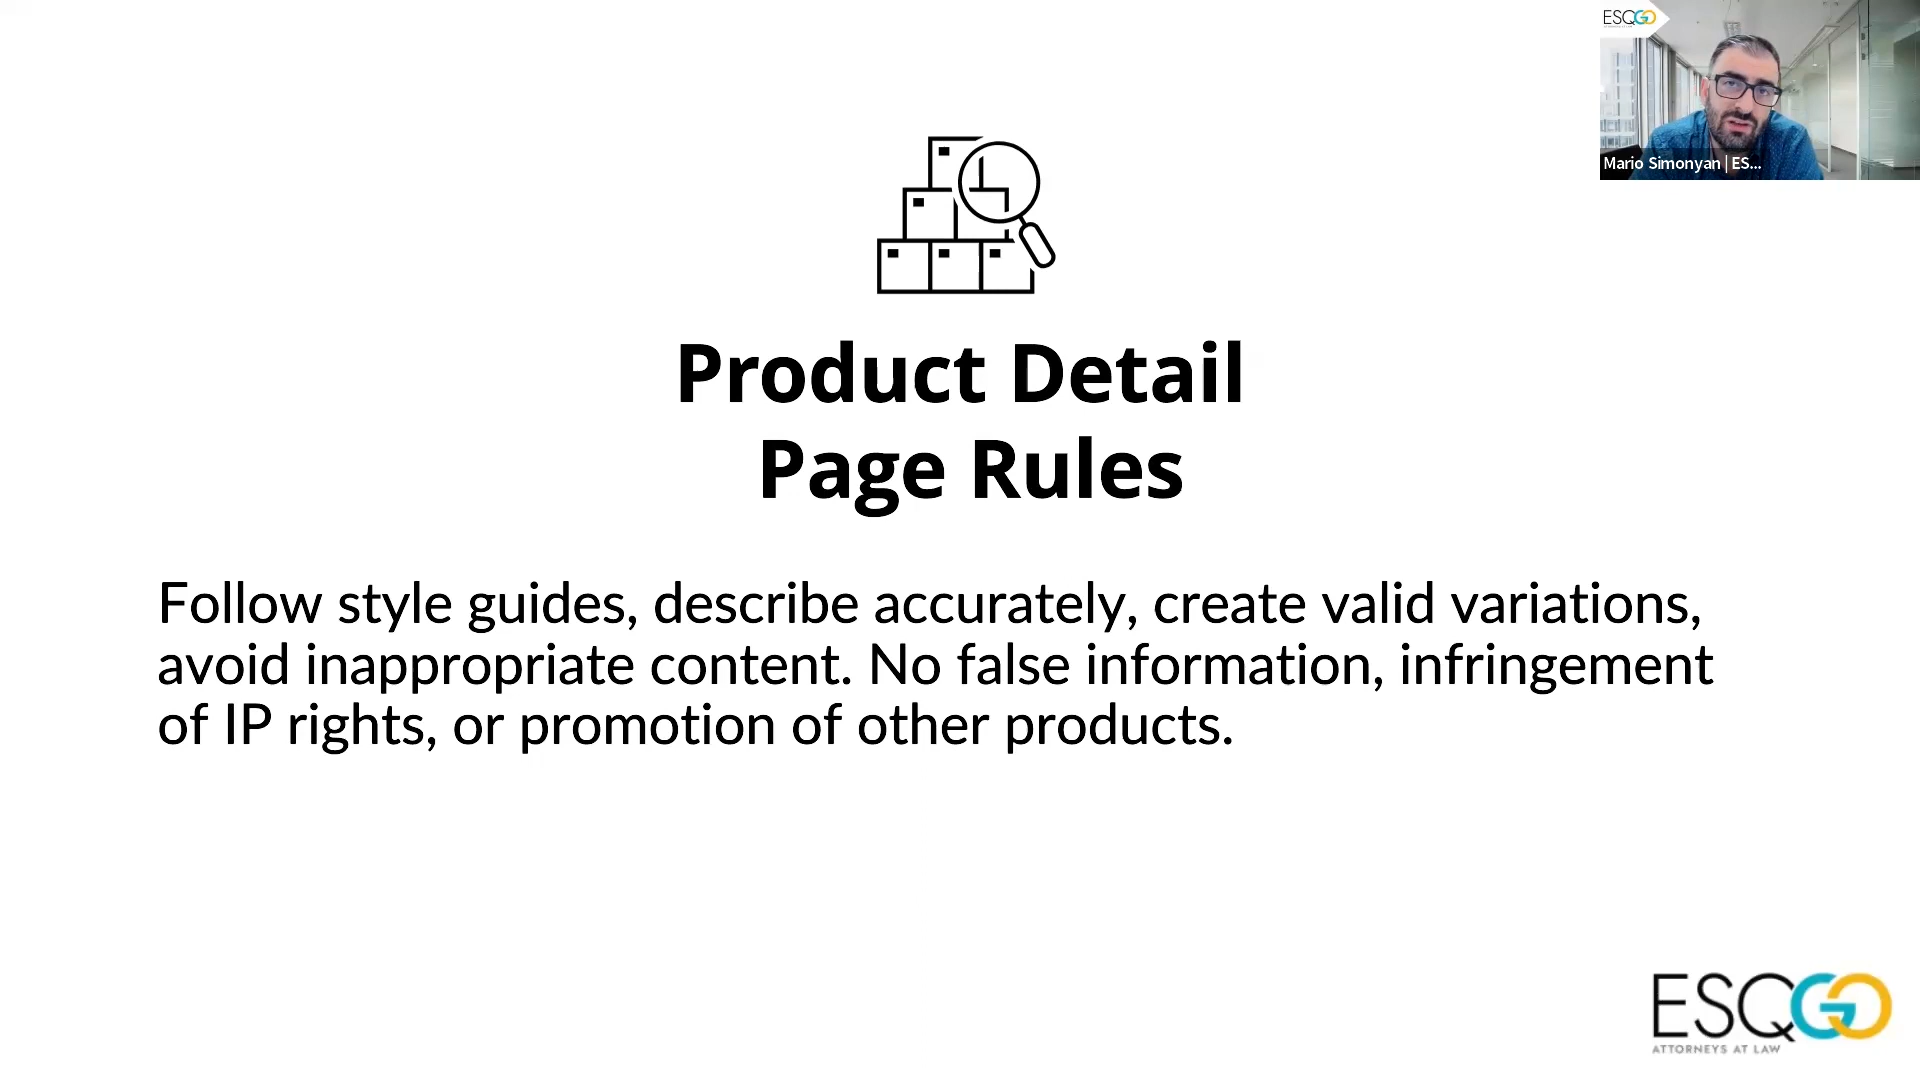 ESQGO
Mario Simonyan | ES...
Product Detail
Page Rules
Follow style guides, describe accurately, create valid variations,
avoid inappropriate content. No false information, infringement
of IP rights, or promotion of other products.
ESQGO
ATTORNEYS AT LAW